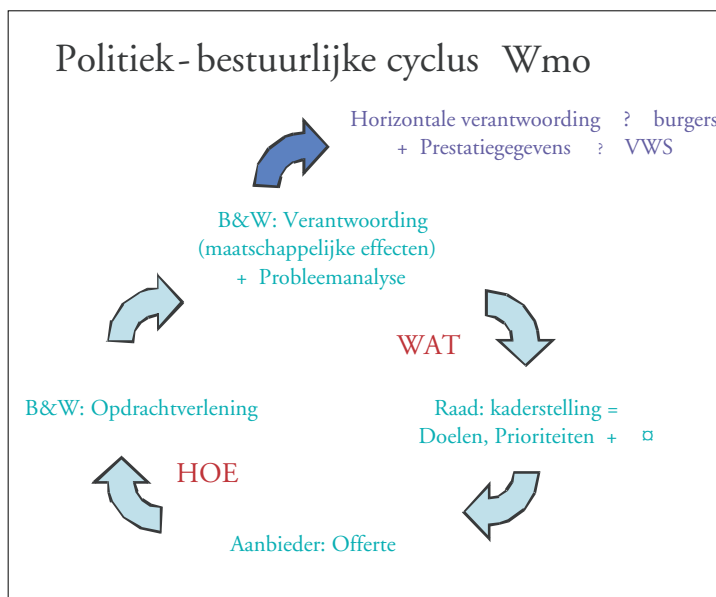 Politiek - bestuurlijke cyclus Wmo
Horizontale verantwoording ? burgers
+ Prestatiegegevens ? VWS
B&W: Verantwoording
(maatschappelijke effecten)
+ Probleemanalyse
WAT
B&W: Opdrachtverlening
Raad: kaderstelling =
Doelen, Prioriteiten + ¤
HOE
Aanbieder: Offerte